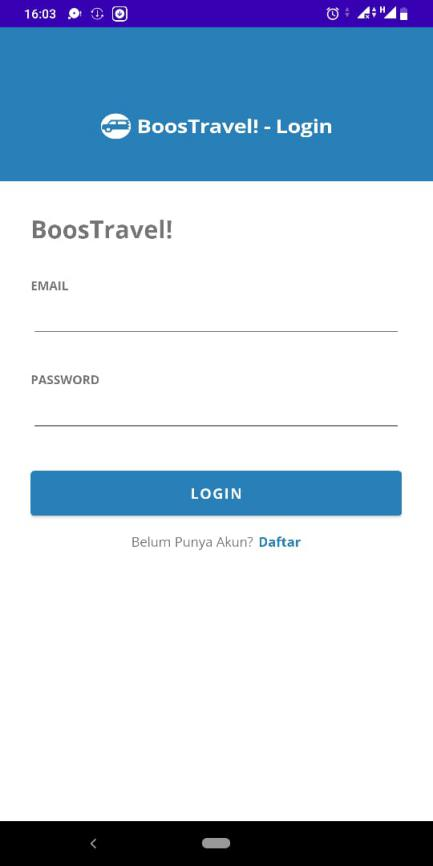 16:03
H
BoosTravel! - Login
BoosTravel!
EMAIL
PASSWORD
LOGIN
Belum Punya Akun? Daftar